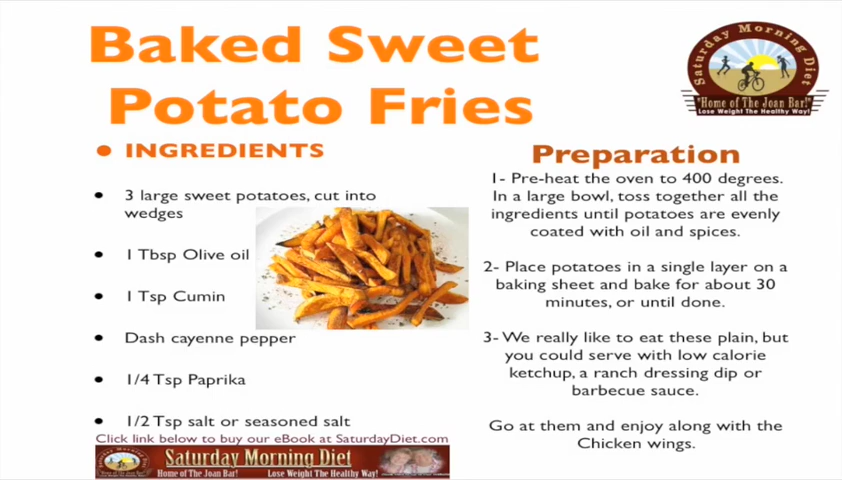 Baked Sweet
Potato Fries
Saturday Morning Diet
"Home of The Joan Bar!"
Lose Weight The Healthy Way!
• INGREDIENTS
• 3 large sweet potatoes, cut into
wedges
• 1 Tbsp Olive oil
• 1 Tsp Cumin
• Dash cayenne pepper
• 1/4 Tsp Paprika
• 1/2 Tsp salt or seasoned salt
Click link below to buy our eBook at SaturdayDiet.com
Saturday Morning Diet
Home of The Joan Bar! Lose Weight The Healthy Way!
Preparation
1- Pre-heat the oven to 400 degrees.
In a large bowl, toss together all the
ingredients until potatoes are evenly
coated with oil and spices.
2- Place potatoes in a single layer on a
baking sheet and bake for about 30
minutes, or until done.
3- We really like to eat these plain, but
you could serve with low calorie
ketchup, a ranch dressing dip or
barbecue sauce.
Go at them and enjoy along with the
Chicken wings.